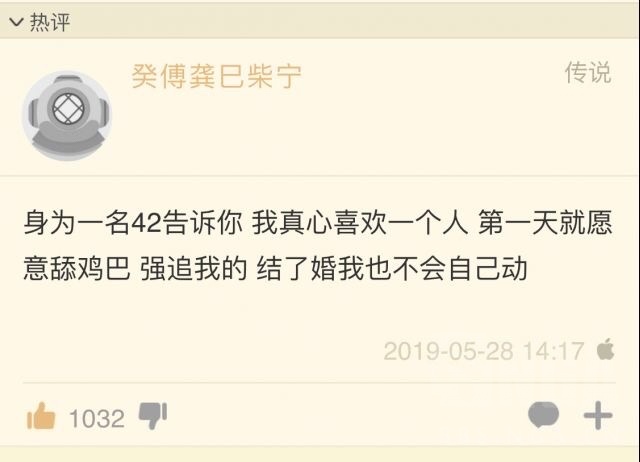 热评
癸傅龚巳柴宁
传说
身为一名42告诉你 我真心喜欢一个人 第一天就愿
意舔鸡巴 强追我的 结了婚我也不会自己动
2019-05-28 14:17
1032